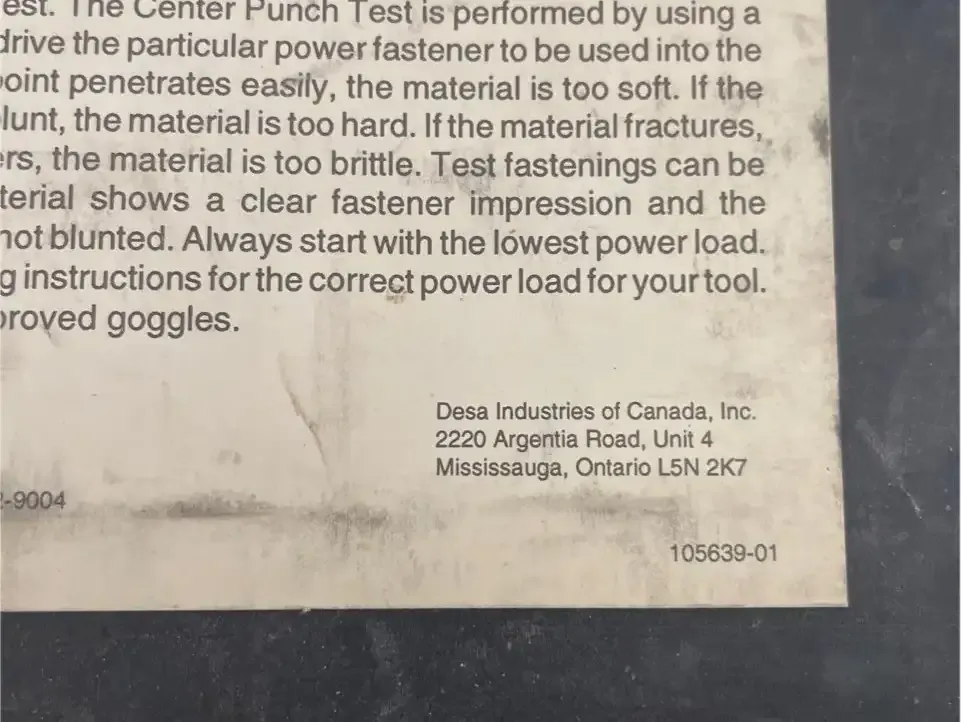 est. The Center Punch Test is performed by using a
drive the particular power fastener to be used into the
point penetrates easily, the material is too soft. If the
lunt, the material is too hard. If the material fractures,
ers, the material is too brittle. Test fastenings can be
terial shows a clear fastener impression and the
not blunted. Always start with the lowest power load.
g instructions for the correct power load for your tool.
proved goggles.
Desa Industries of Canada, Inc.
2220 Argentia Road, Unit 4
Mississauga, Ontario L5N 2K7
-9004
105639-01